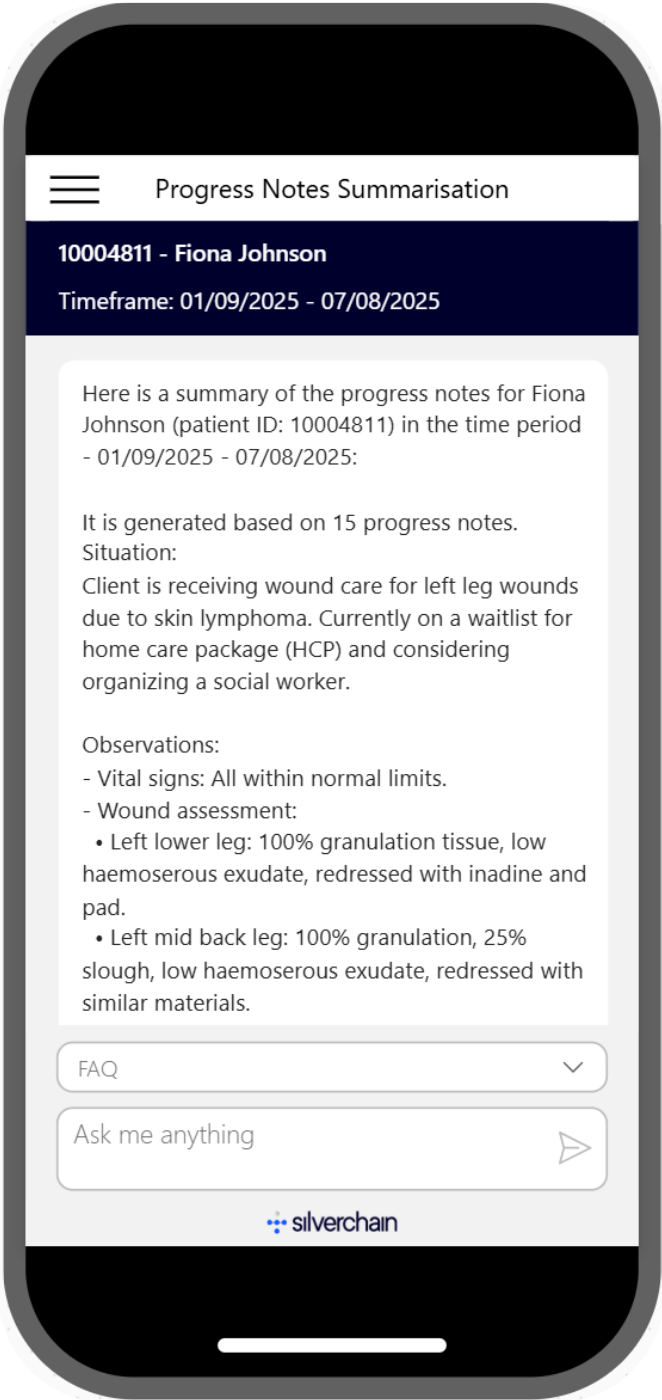 Progress Notes Summarisation
10004811 - Fiona Johnson
Timeframe: 01/09/2025 - 07/08/2025
Here is a summary of the progress notes for Fiona
Johnson (patient ID: 10004811) in the time period
- 01/09/2025 - 07/08/2025:
It is generated based on 15 progress notes.
Situation:
Client is receiving wound care for left leg wounds
due to skin lymphoma. Currently on a waitlist for
home care package (HCP) and considering
organizing a social worker.
Observations:
- Vital signs: All within normal limits.
- Wound assessment:
• Left lower leg: 100% granulation tissue, low
haemoserous exudate, redressed with inadine and
pad.
• Left mid back leg: 100% granulation, 25%
slough, low haemoserous exudate, redressed with
similar materials.
FAQ
Ask me anything
silverchain